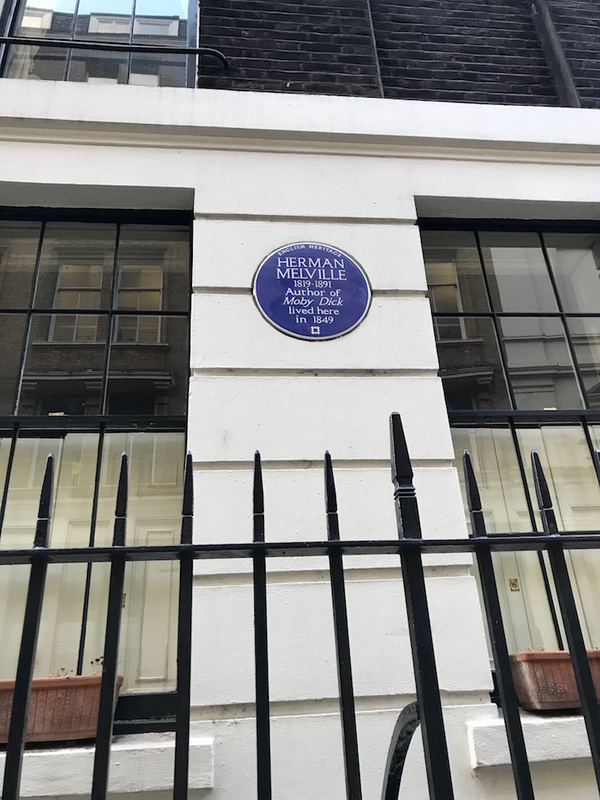 ENGLISH HERITAGE
HERMAN
MELVILLE
1819-1891
Author of
Moby Dick
lived here
in 1849